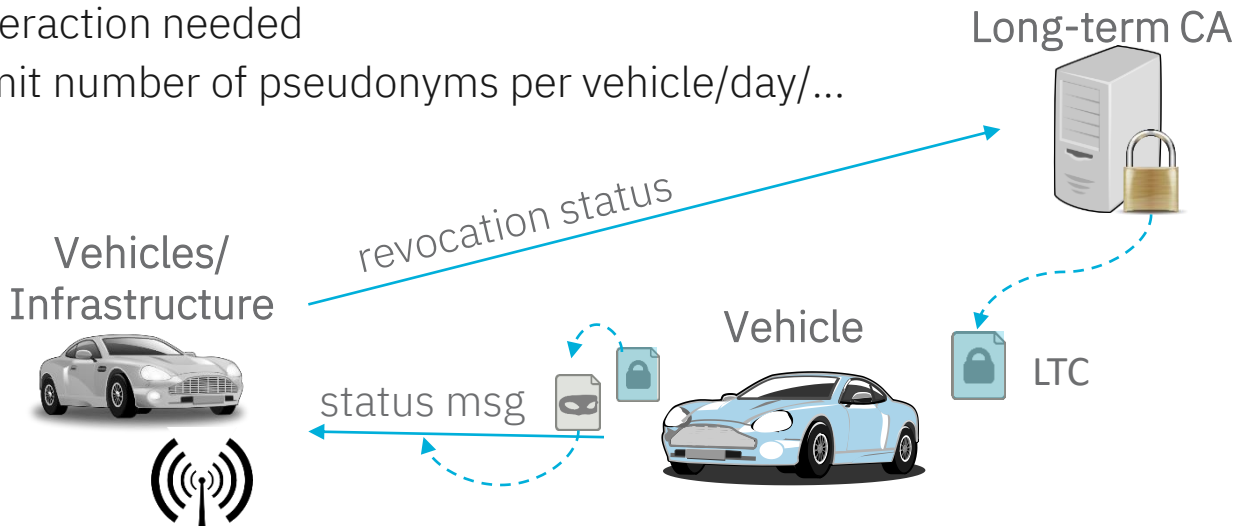 eraction needed
mit number of pseudonyms per vehicle/day/...
Long-term CA
revocation status
Vehicles/
Infrastructure
Vehicle
LTC
status msg